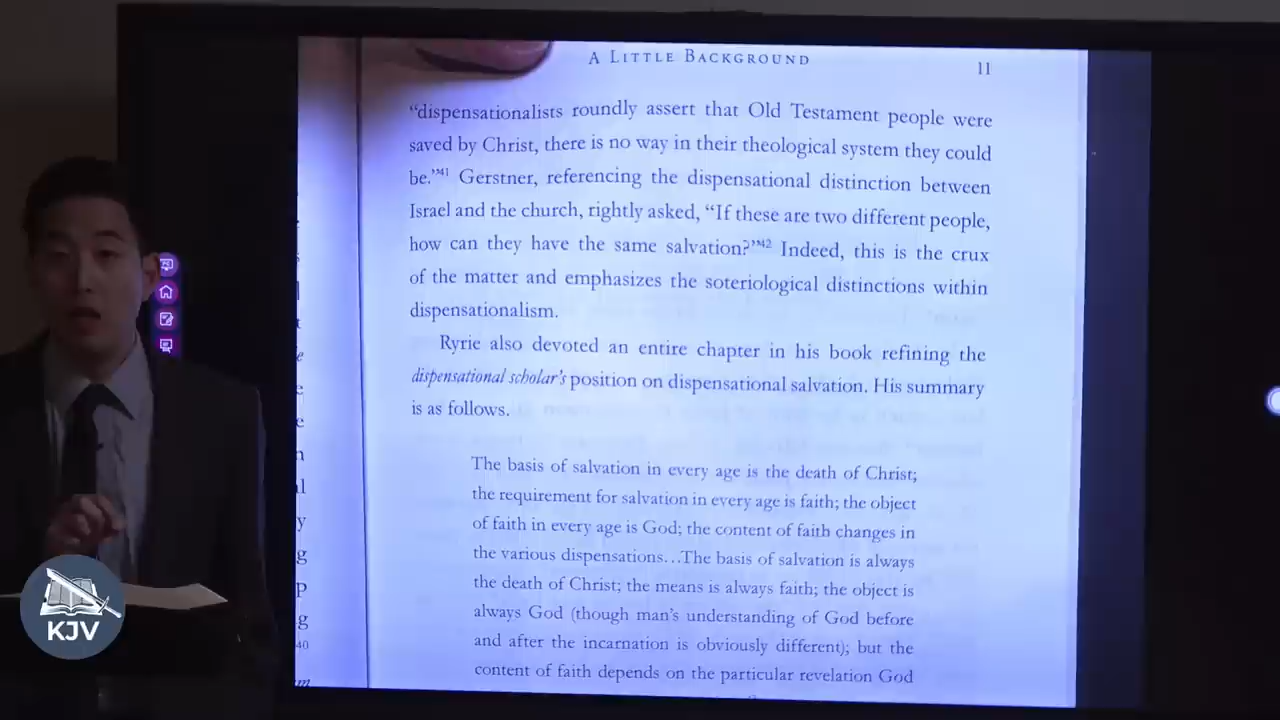 A LITTLE BACKGROUND 11
“dispensationalists roundly assert that Old Testament people were
saved by Christ, there is no way in their theological system they could
be.”41 Gerstner, referencing the dispensational distinction between
Israel and the church, rightly asked, “If these are two different people,
how can they have the same salvation?”42 Indeed, this is the crux
of the matter and emphasizes the soteriological distinctions within
dispensationalism.
Ryrie also devoted an entire chapter in his book refining the
dispensational scholar’s position on dispensational salvation. His summary
is as follows.
The basis of salvation in every age is the death of Christ;
the requirement for salvation in every age is faith; the object
of faith in every age is God; the content of faith changes in
the various dispensations…The basis of salvation is always
the death of Christ; the means is always faith; the object is
always God (though man’s understanding of God before
and after the incarnation is obviously different); but the
content of faith depends on the particular revelation God
KJV